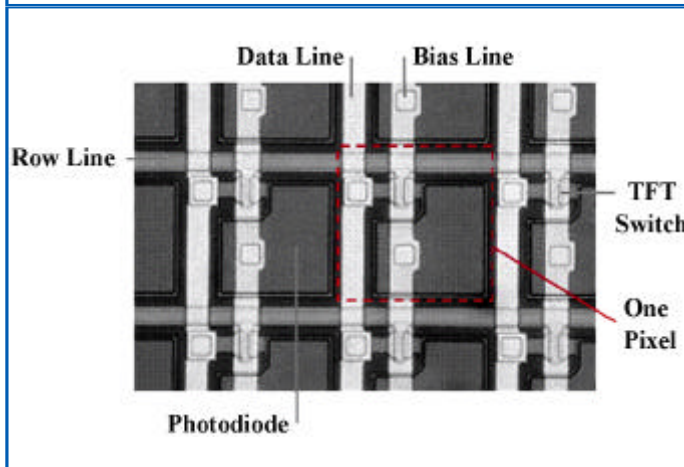 Data Line
Bias Line
Row Line
TFT
Switch
One
Pixel
Photodiode